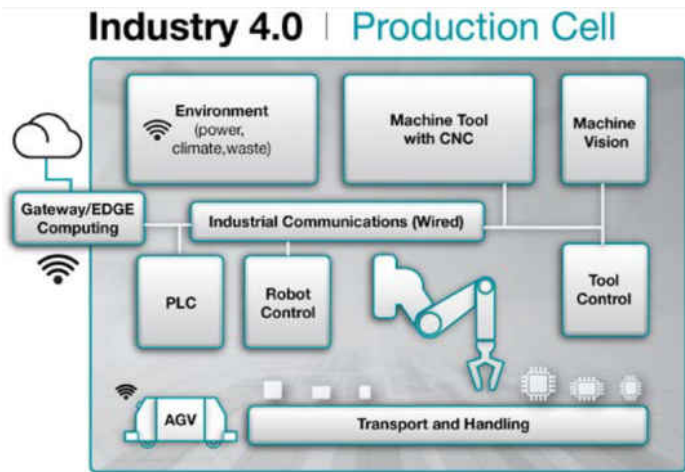 Industry 4.0 | Production Cell
Environment
(power,
climate,waste)
Machine Tool
with CNC
Machine
Vision
Gateway/EDGE
Computing
Industrial Communications (Wired)
PLC
Robot
Control
Tool
Control
AGV
Transport and Handling